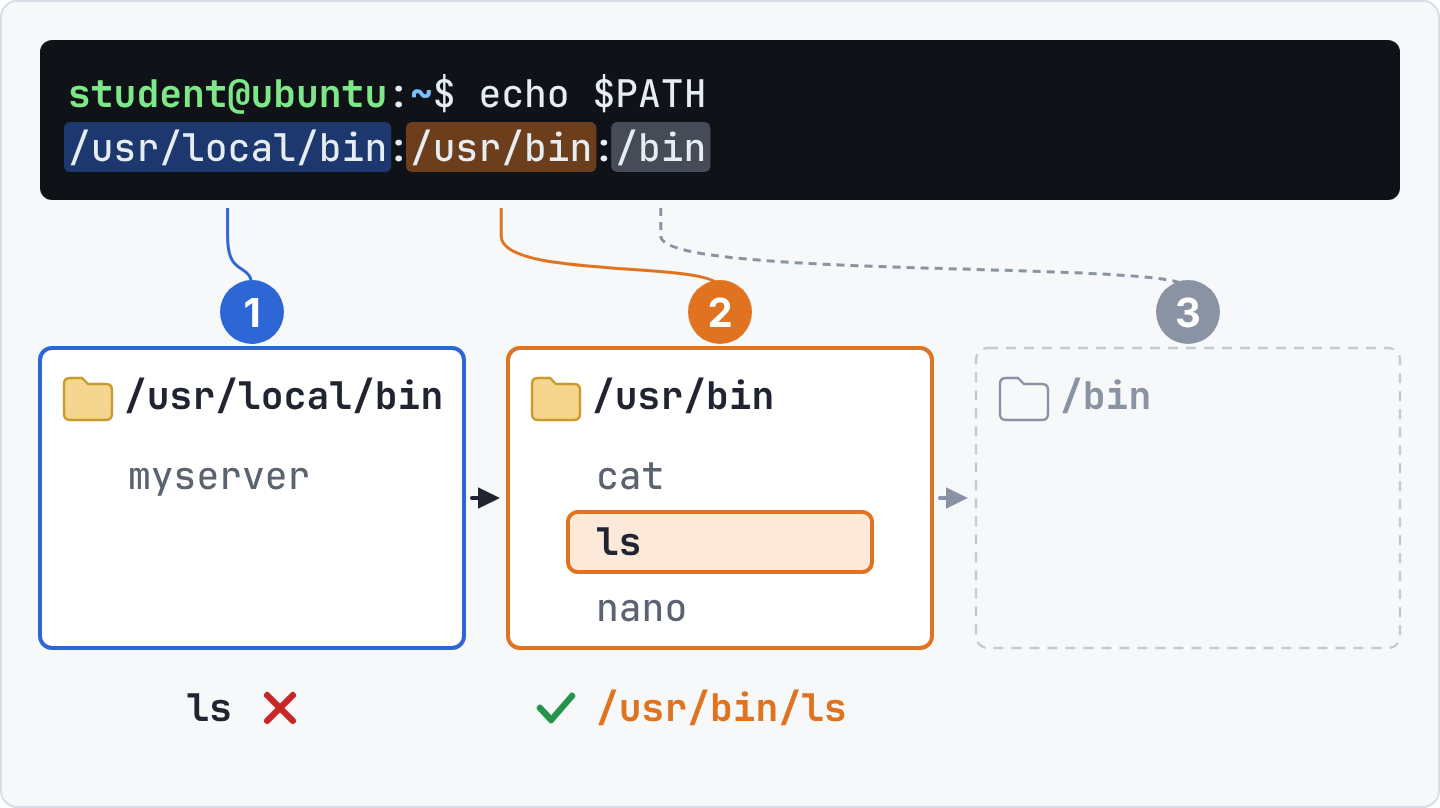 student@ubuntu:~$ echo $PATH
/usr/local/bin:/usr/bin:/bin
1
2
3
/usr/local/bin
myserver
/usr/bin
cat
ls
nano
/bin
ls
/usr/bin/ls